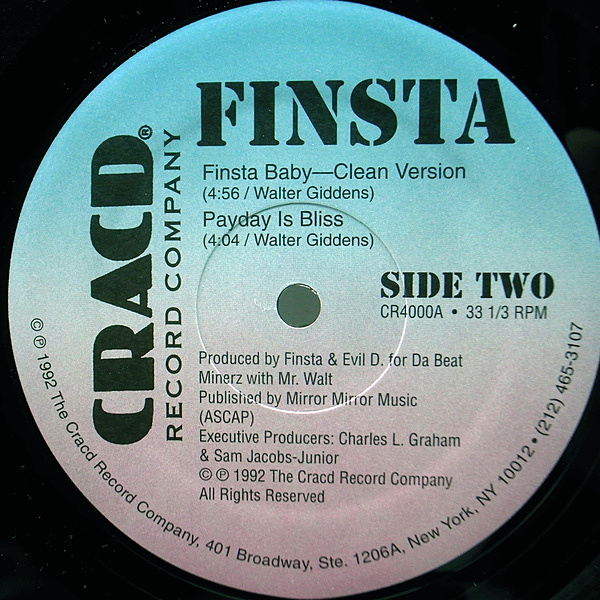 FINSTA
CRACD®
RECORD COMPANY
Finsta Baby—Clean Version
(4:56 / Walter Giddens)
Payday Is Bliss
(4:04 / Walter Giddens)
SIDE TWO
CR4000A • 33 1/3 RPM
Produced by Finsta & Evil D. for Da Beat
Minerz with Mr. Walt
Published by Mirror Mirror Music
(ASCAP)
Executive Producers: Charles L. Graham
& Sam Jacobs-Junior
© ℗ 1992 The Cracd Record Company
All Rights Reserved
© ℗ 1992 The Cracd Record Company, 401 Broadway, Ste. 1206A, New York, NY 10012 • (212) 465-3107